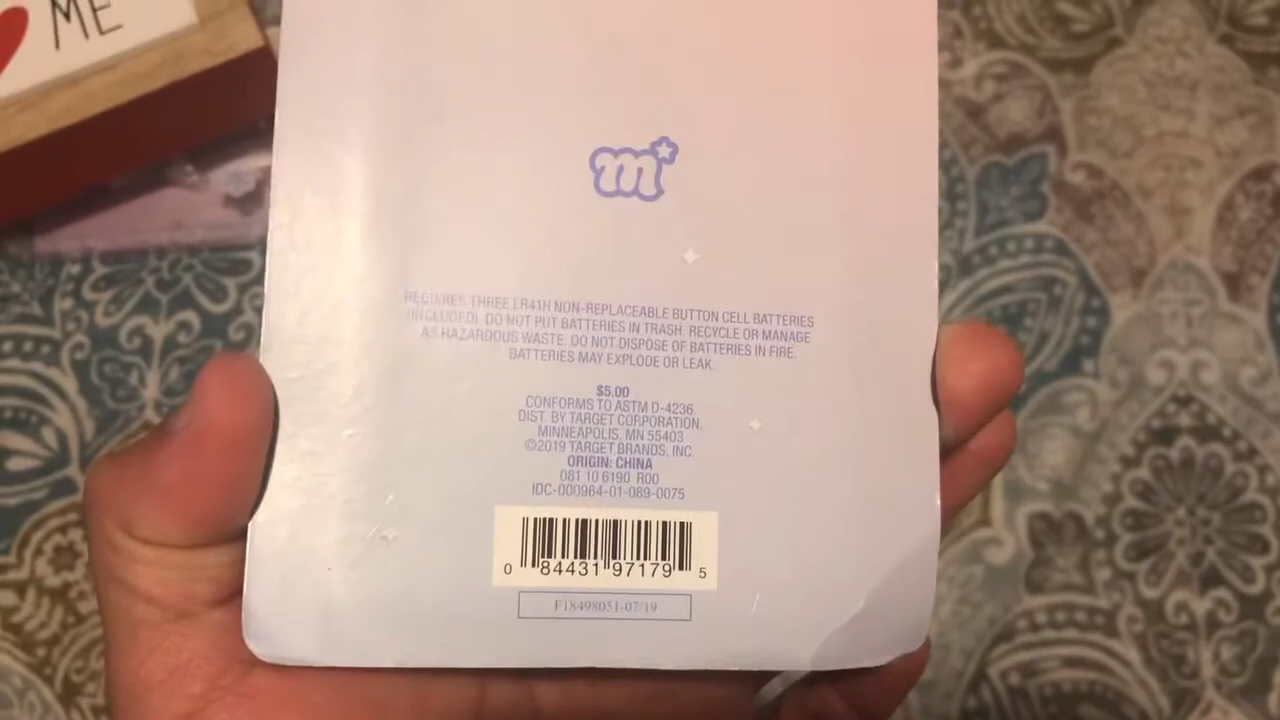 ME
m
REQUIRES THREE LR41H NON-REPLACEABLE BUTTON CELL BATTERIES
(INCLUDED). DO NOT PUT BATTERIES IN TRASH. RECYCLE OR MANAGE
AS HAZARDOUS WASTE. DO NOT DISPOSE OF BATTERIES IN FIRE.
BATTERIES MAY EXPLODE OR LEAK.
$5.00
CONFORMS TO ASTM D-4236.
DIST. BY TARGET CORPORATION,
MINNEAPOLIS, MN 55403
©2019 TARGET BRANDS, INC.
ORIGIN: CHINA
081 10 6190 R00
IDC-000964-01-089-0075
0 84431 97179 5
F18498051-07/19